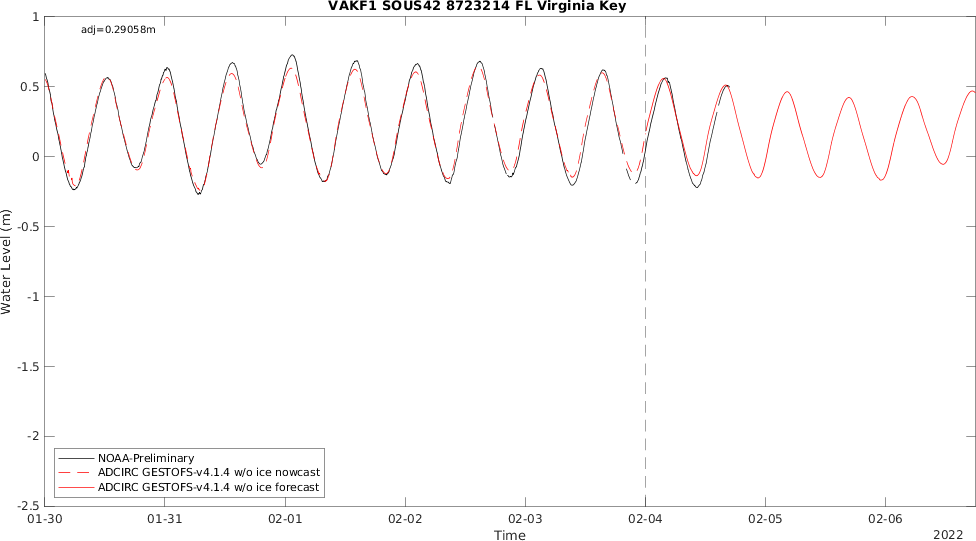 VAKF1 SOUS42 8723214 FL Virginia Key
adj=0.29058m
1
0.5
0
-0.5
-1
-1.5
-2
-2.5
Water Level (m)
NOAA-Preliminary
ADCIRC GESTOFS-v4.1.4 w/o ice nowcast
ADCIRC GESTOFS-v4.1.4 w/o ice forecast
01-30 01-31 02-01 02-02 02-03 02-04 02-05 02-06
Time
2022